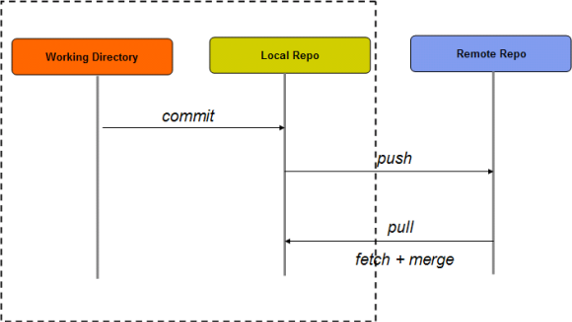 Working Directory
Local Repo
Remote Repo
commit
push
pull
fetch + merge